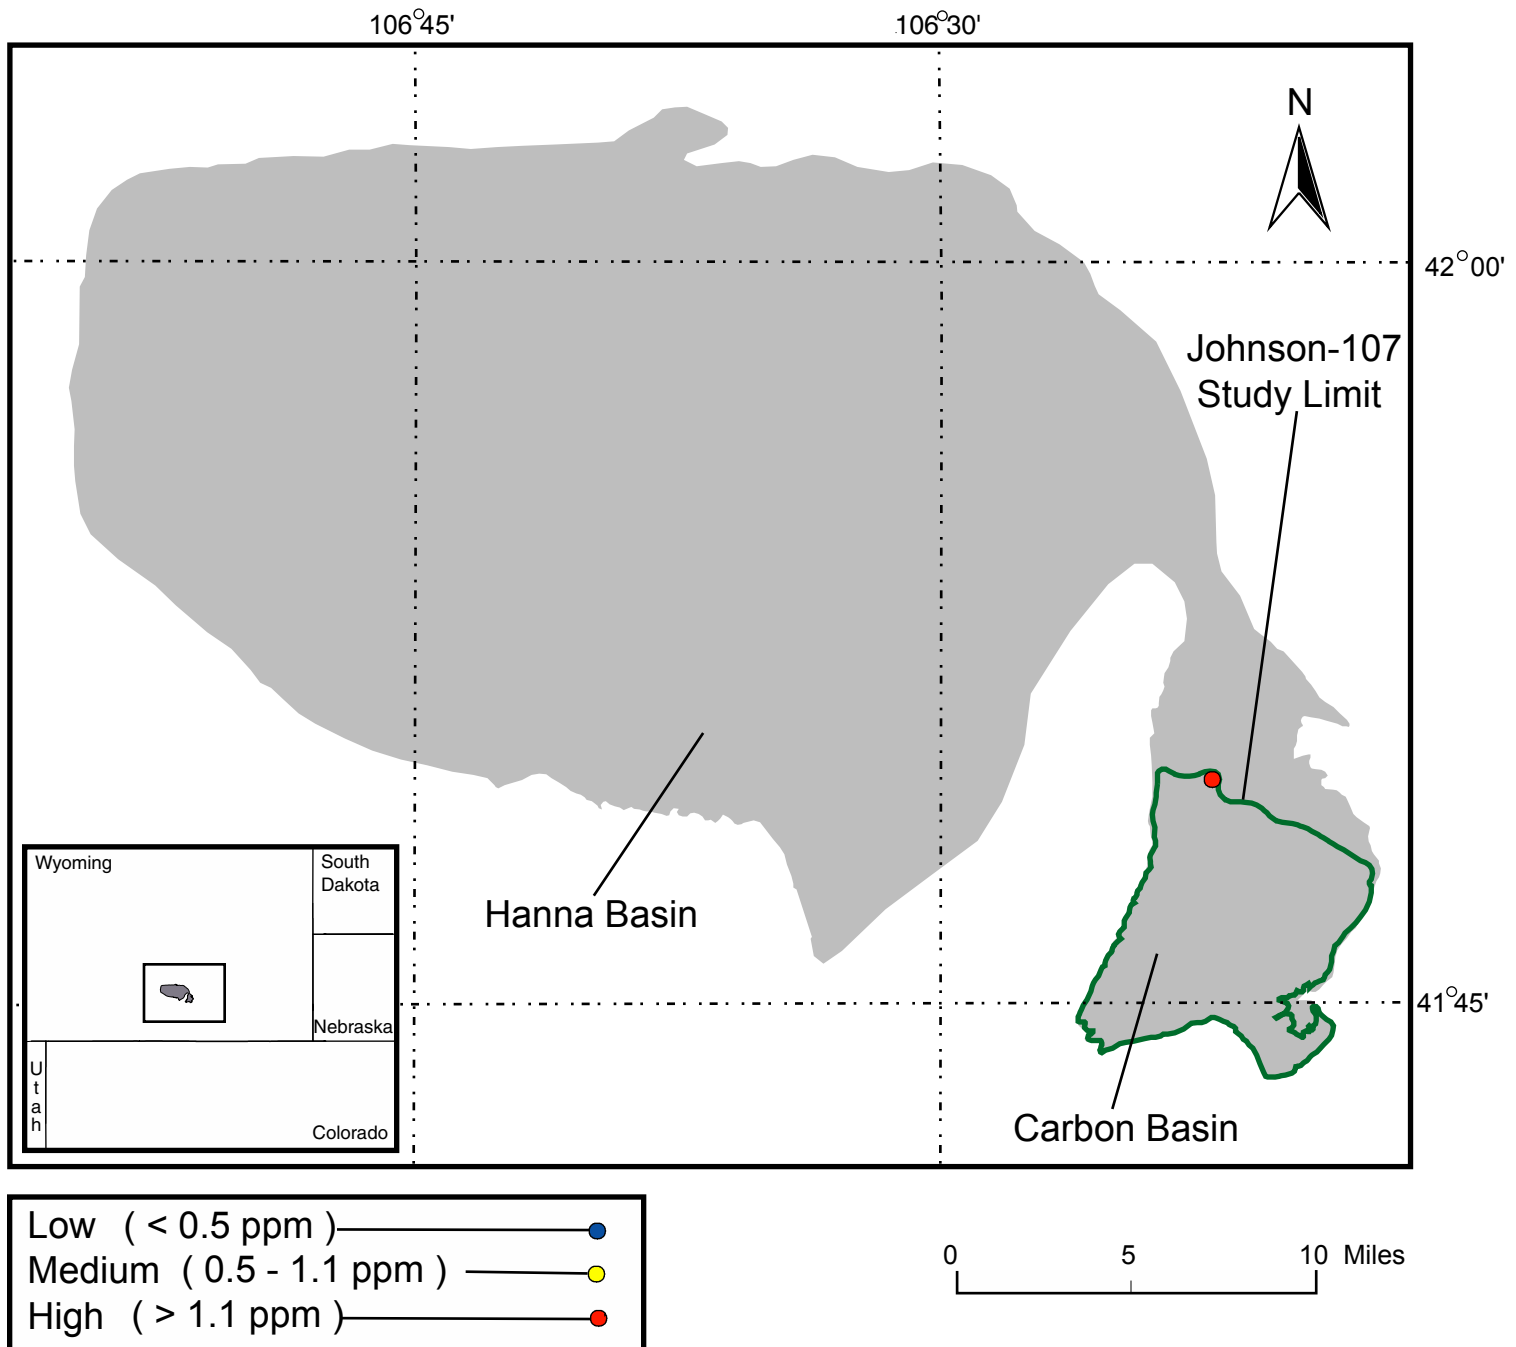 106°45'
106°30'
N
42°00'
Johnson-107
Study Limit
Hanna Basin
Wyoming
South
Dakota
Nebraska
Utah
Colorado
41°45'
Carbon Basin
Low ( < 0.5 ppm )
Medium ( 0.5 - 1.1 ppm )
High ( > 1.1 ppm )
0 5 10 Miles